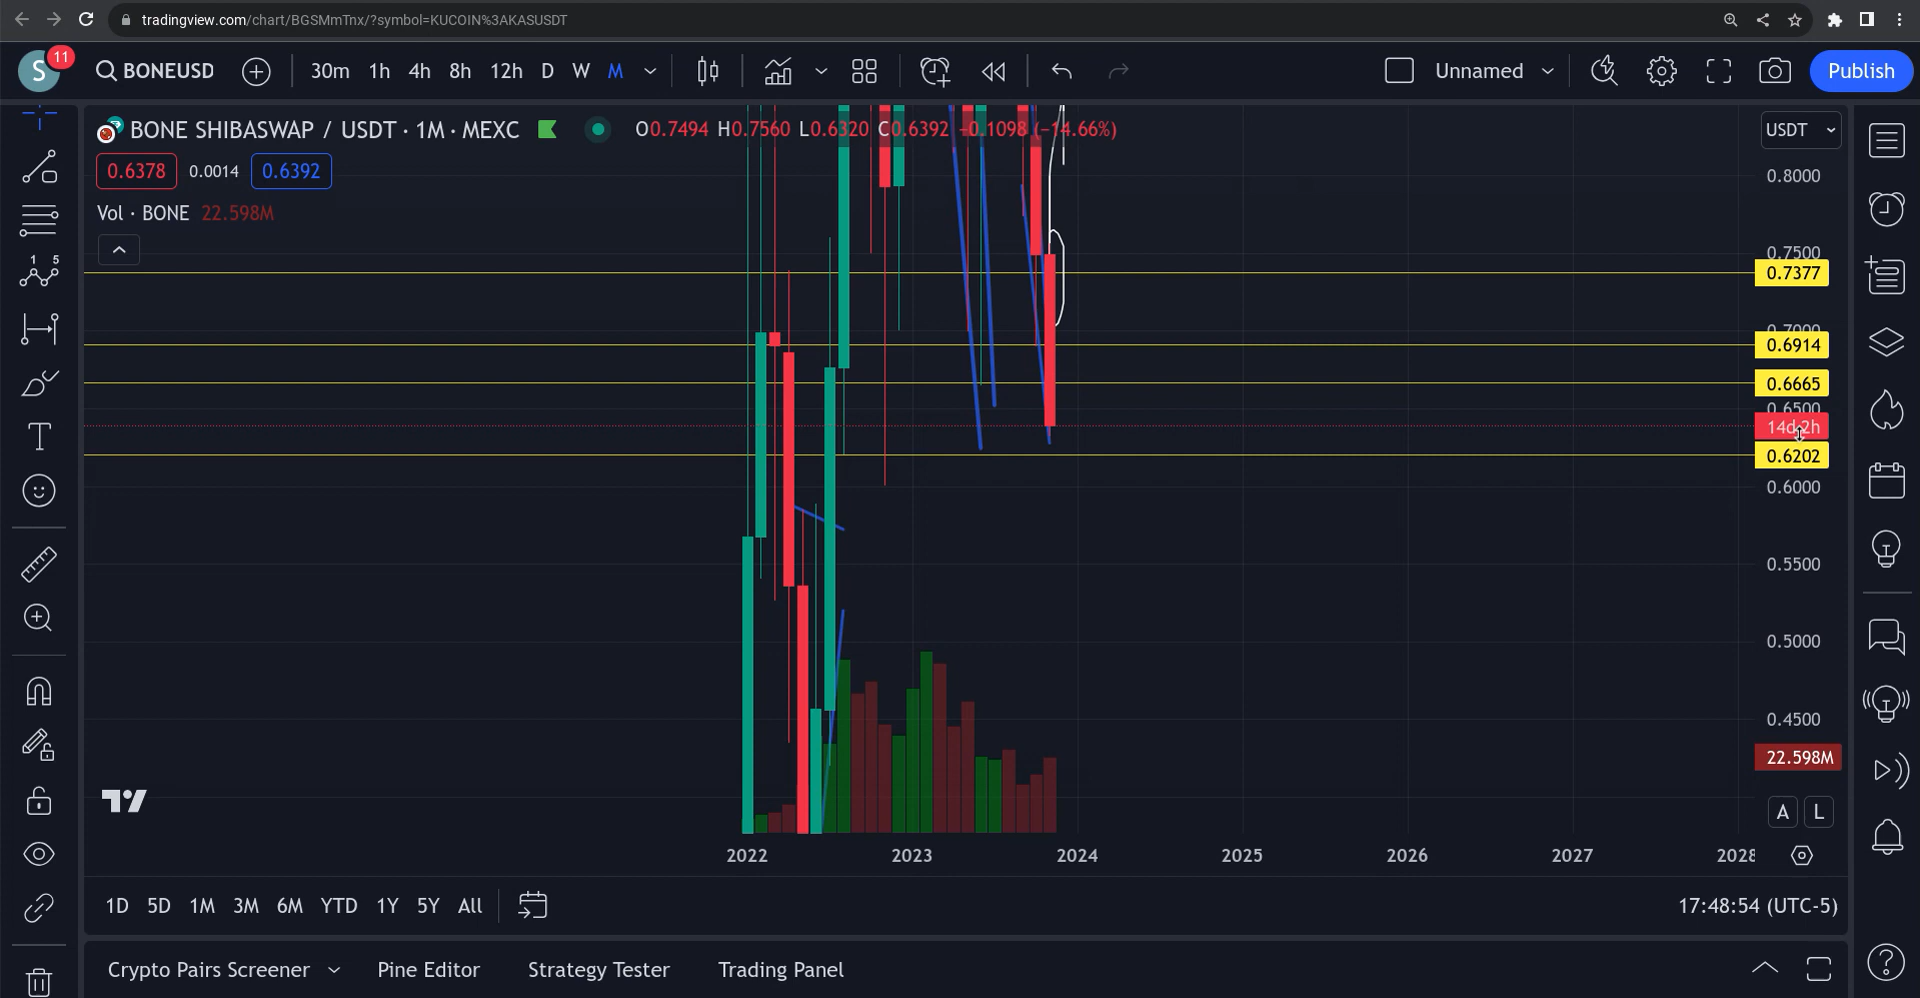 tradingview.com/chart/BGSMmTnx/?symbol=KUCOIN%3AKASUSDT
S 11 BONEUSD 30m 1h 4h 8h 12h D W M Unnamed Publish
BONE SHIBASWAP / USDT · 1M · MEXC O0.7494 H0.7560 L0.6320 C0.6392 −0.1098 (−14.66%) USDT
0.6378 0.0014 0.6392
Vol · BONE 22.598M
0.8000
0.7500
0.7377
0.7000
0.6914
0.6665
0.6500
14d 2h
0.6202
0.6000
0.5500
0.5000
0.4500
22.598M
A L
1 5
T
2022 2023 2024 2025 2026 2027 2028
1D 5D 1M 3M 6M YTD 1Y 5Y All 17:48:54 (UTC-5)
Crypto Pairs Screener Pine Editor Strategy Tester Trading Panel